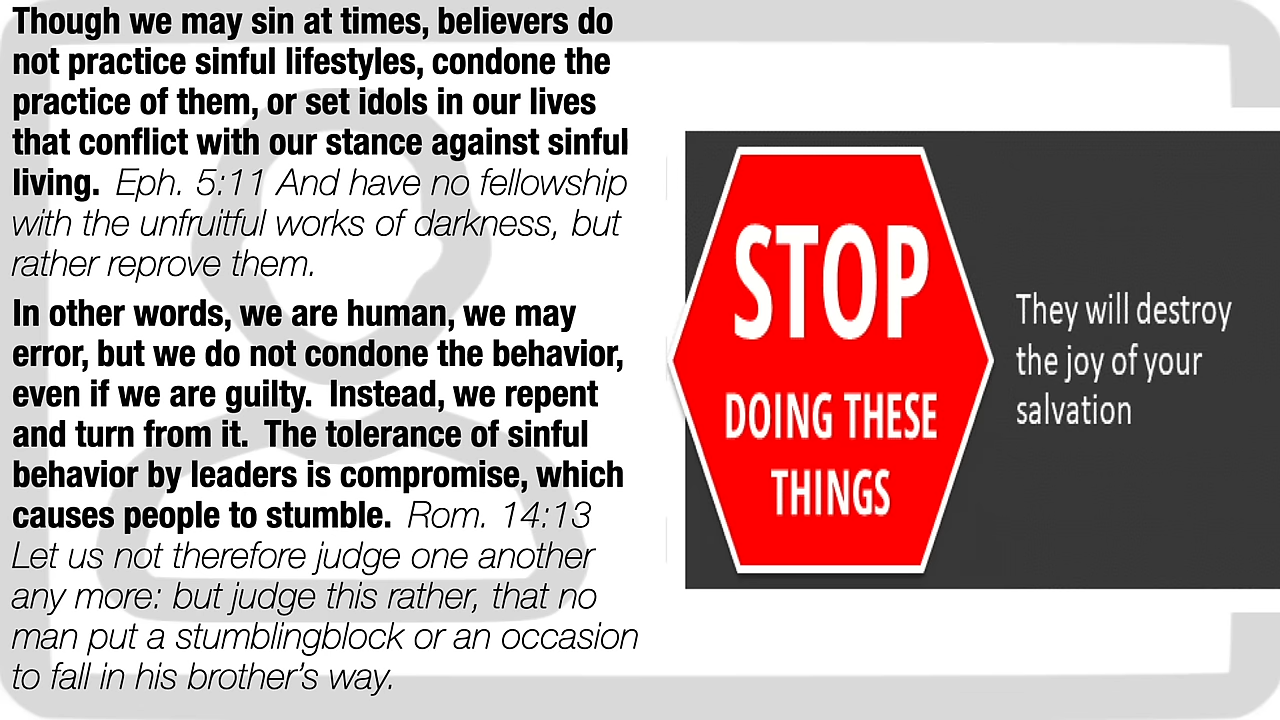 Though we may sin at times, believers do
not practice sinful lifestyles, condone the
practice of them, or set idols in our lives
that conflict with our stance against sinful
living. Eph. 5:11 And have no fellowship
with the unfruitful works of darkness, but
rather reprove them.
In other words, we are human, we may
error, but we do not condone the behavior,
even if we are guilty. Instead, we repent
and turn from it. The tolerance of sinful
behavior by leaders is compromise, which
causes people to stumble. Rom. 14:13
Let us not therefore judge one another
any more: but judge this rather, that no
man put a stumblingblock or an occasion
to fall in his brother's way.
STOP
DOING THESE
THINGS
They will destroy
the joy of your
salvation